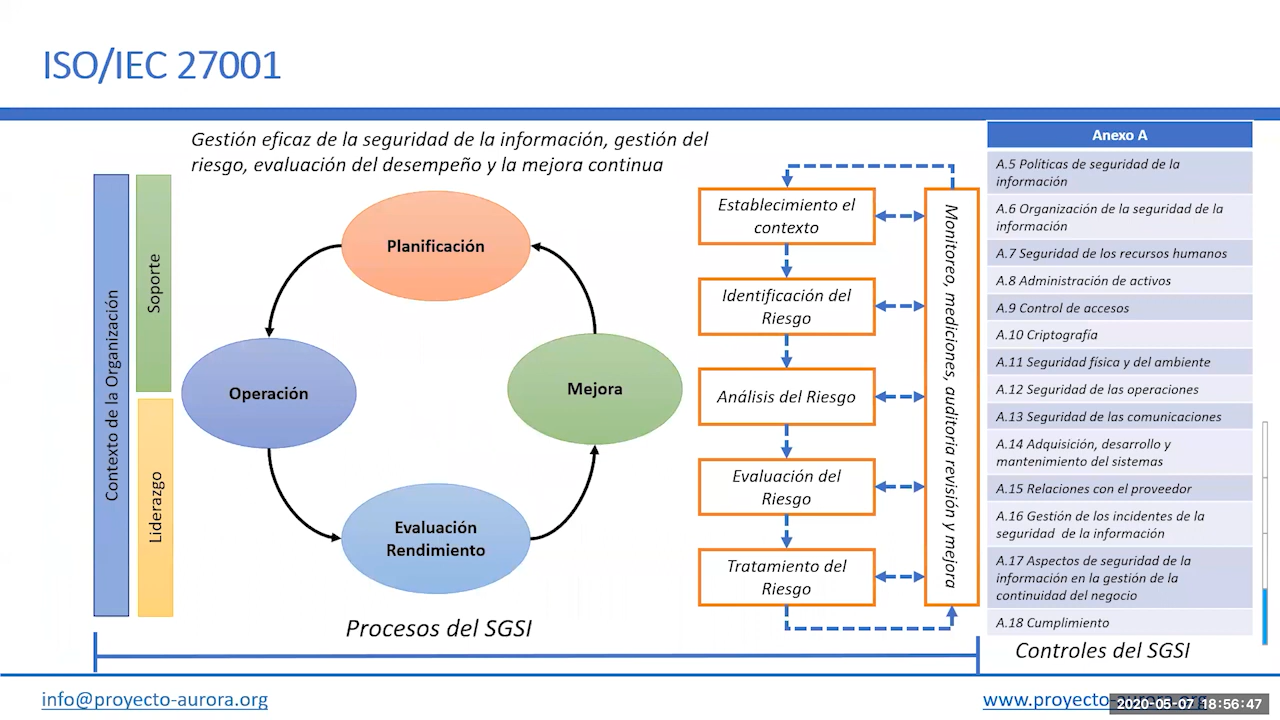 ISO/IEC 27001
Gestión eficaz de la seguridad de la información, gestión del
riesgo, evaluación del desempeño y la mejora continua
Contexto de la Organización
Soporte
Liderazgo
Planificación
Operación
Mejora
Evaluación
Rendimiento
Procesos del SGSI
Establecimiento el
contexto
Identificación del
Riesgo
Análisis del Riesgo
Evaluación del
Riesgo
Tratamiento del
Riesgo
Monitoreo, mediciones, auditoria revisión y mejora
Anexo A
A.5 Políticas de seguridad de la
información
A.6 Organización de la seguridad de la
información
A.7 Seguridad de los recursos humanos
A.8 Administración de activos
A.9 Control de accesos
A.10 Criptografía
A.11 Seguridad física y del ambiente
A.12 Seguridad de las operaciones
A.13 Seguridad de las comunicaciones
A.14 Adquisición, desarrollo y
mantenimiento del sistemas
A.15 Relaciones con el proveedor
A.16 Gestión de los incidentes de la
seguridad de la información
A.17 Aspectos de seguridad de la
información en la gestión de la
continuidad del negocio
A.18 Cumplimiento
Controles del SGSI
info@proyecto-aurora.org
www.proyecto-aurora.org
2020-05-07 18:56:47